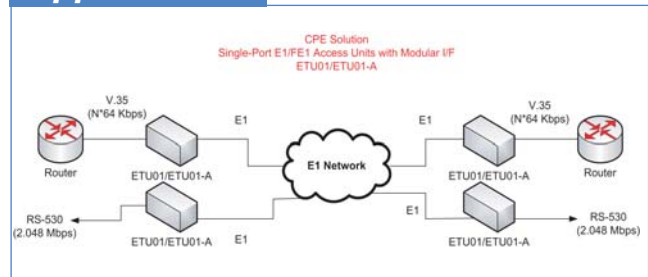 CPE Solution
Single-Port E1/FE1 Access Units with Modular I/F
ETU01/ETU01-A
V.35
(N*64 Kbps)
E1
E1
V.35
(N*64 Kbps)
Router
ETU01/ETU01-A
E1 Network
ETU01/ETU01-A
Router
RS-530
(2.048 Mbps)
ETU01/ETU01-A
E1
E1
ETU01/ETU01-A
RS-530
(2.048 Mbps)